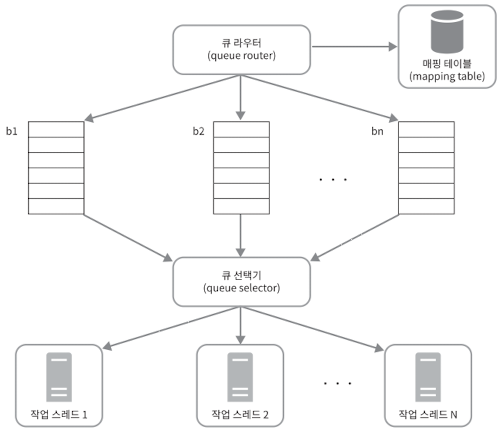 큐 라우터
(queue router)
매핑 테이블
(mapping table)
b1
b2
bn
. . .
큐 선택기
(queue selector)
작업 스레드 1
작업 스레드 2
. . .
작업 스레드 N